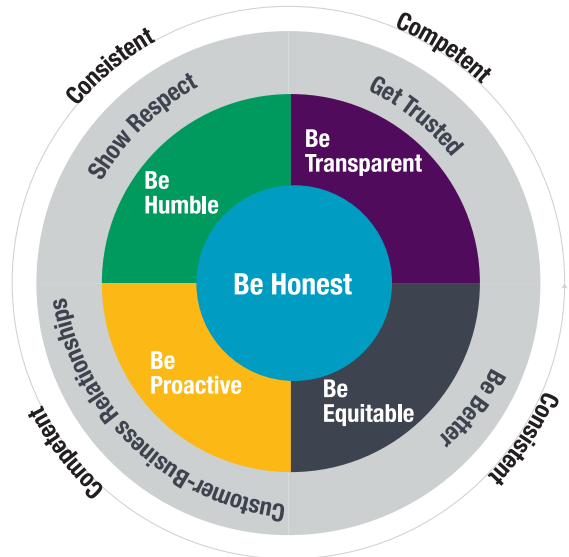 Consistent
Competent
Show Respect
Get Trusted
Be
Transparent
Be
Humble
Be Honest
Be
Proactive
Be
Equitable
Customer-Business Relationships
Be Better
Competent
Consistent